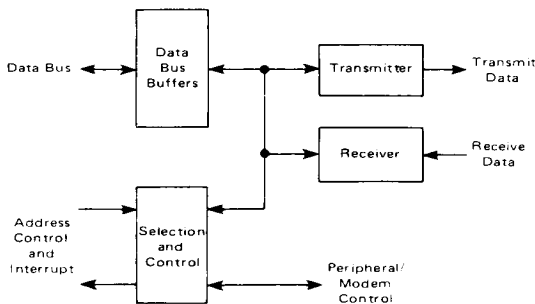 Data Bus
Data
Bus
Buffers
Transmitter
Transmit
Data
Receiver
Receive
Data
Address
Control
and
Interrupt
Selection
and
Control
Peripheral/
Modem
Control